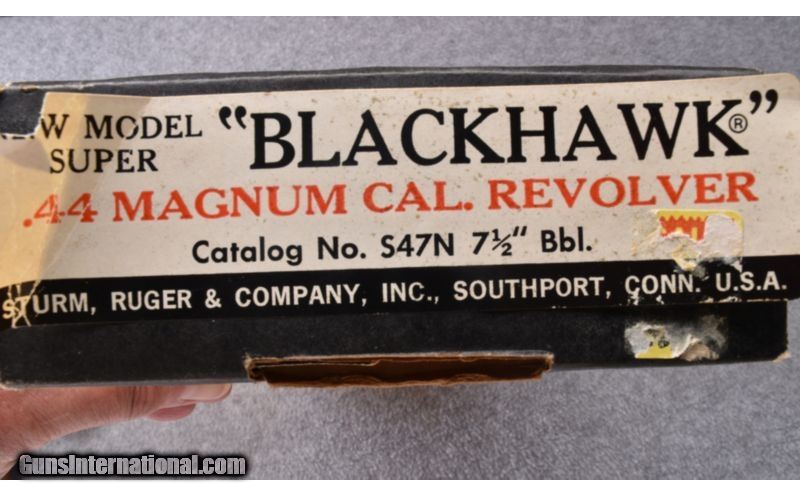 NEW MODEL "BLACKHAWK®"
SUPER
.44 MAGNUM CAL. REVOLVER
Catalog No. S47N 7½" Bbl.
STURM, RUGER & COMPANY, INC., SOUTHPORT, CONN. U.S.A.
GunsInternational.com